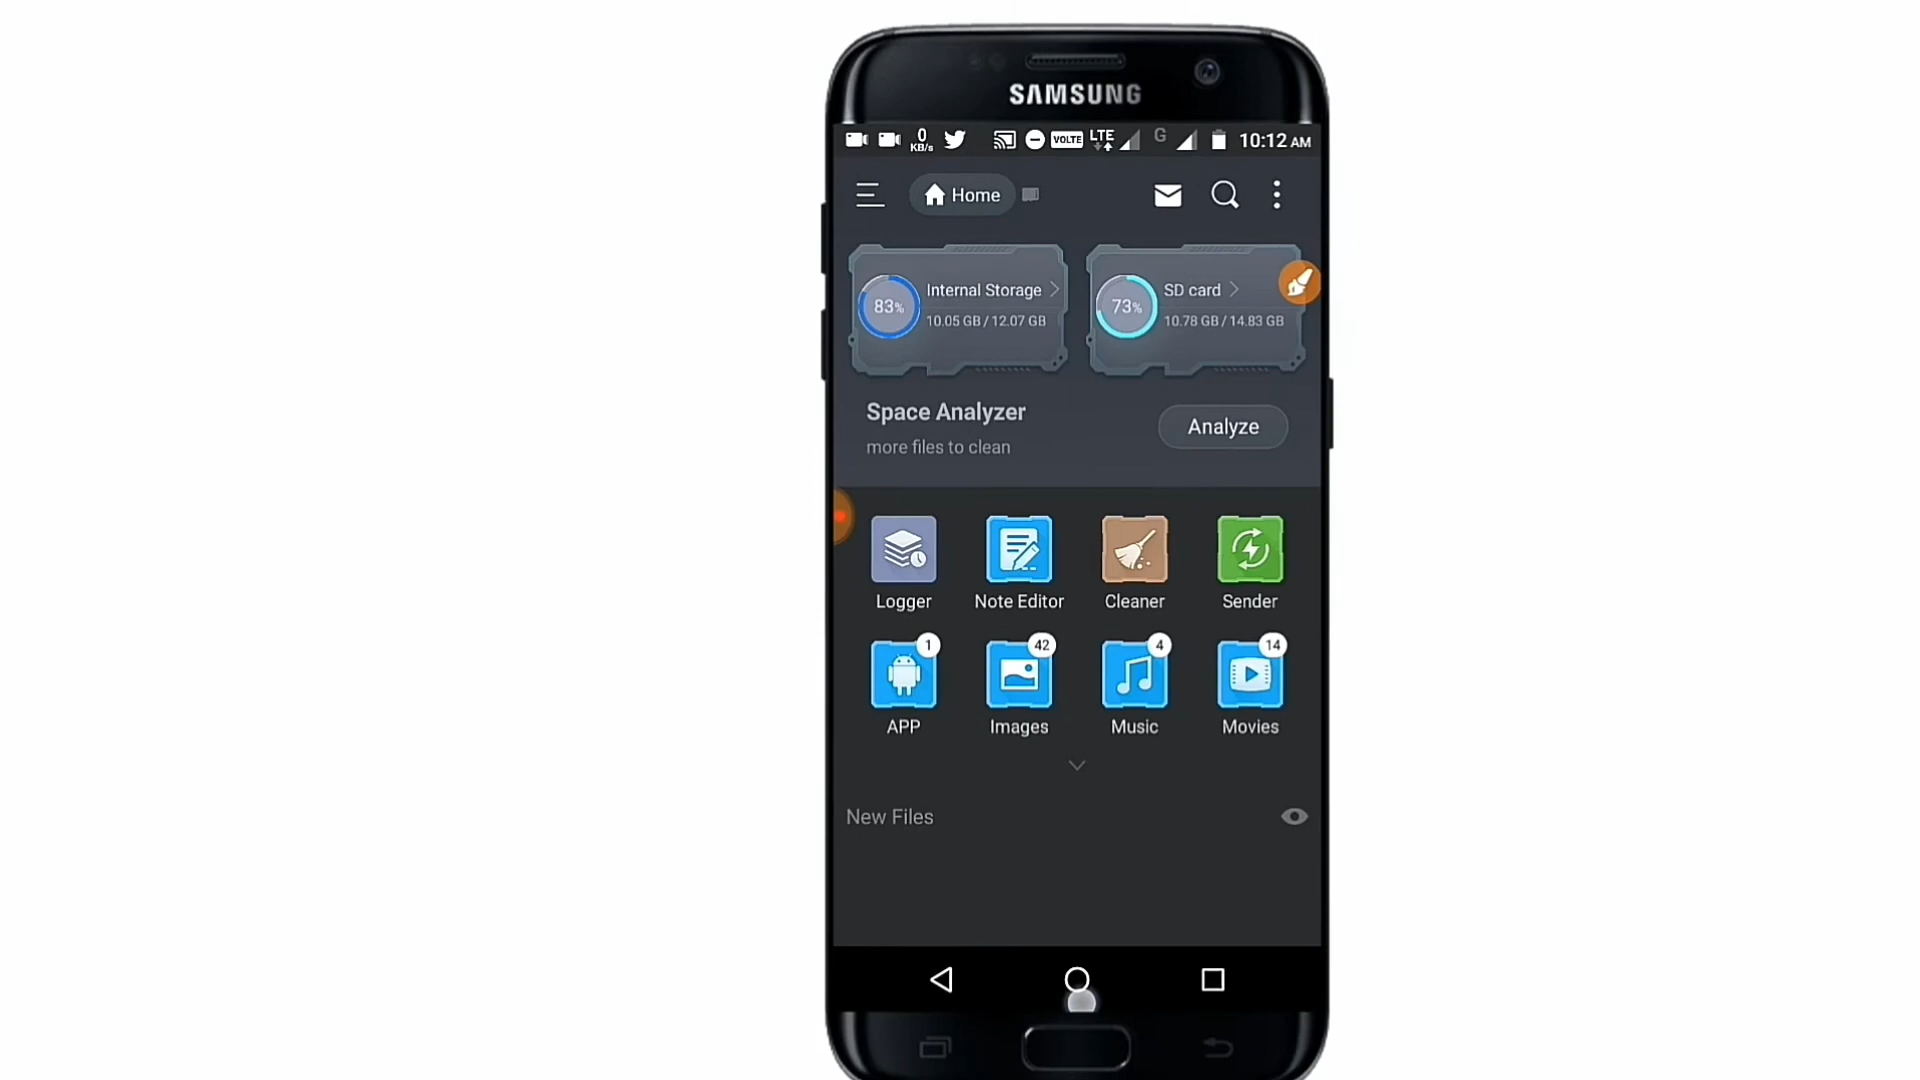 SAMSUNG
0 KB/s VOLTE LTE G 10:12 AM
Home
83% Internal Storage 10.05 GB / 12.07 GB
73% SD card 10.78 GB / 14.83 GB
Space Analyzer
more files to clean
Analyze
Logger Note Editor Cleaner Sender
1 42 4 14
APP Images Music Movies
New Files